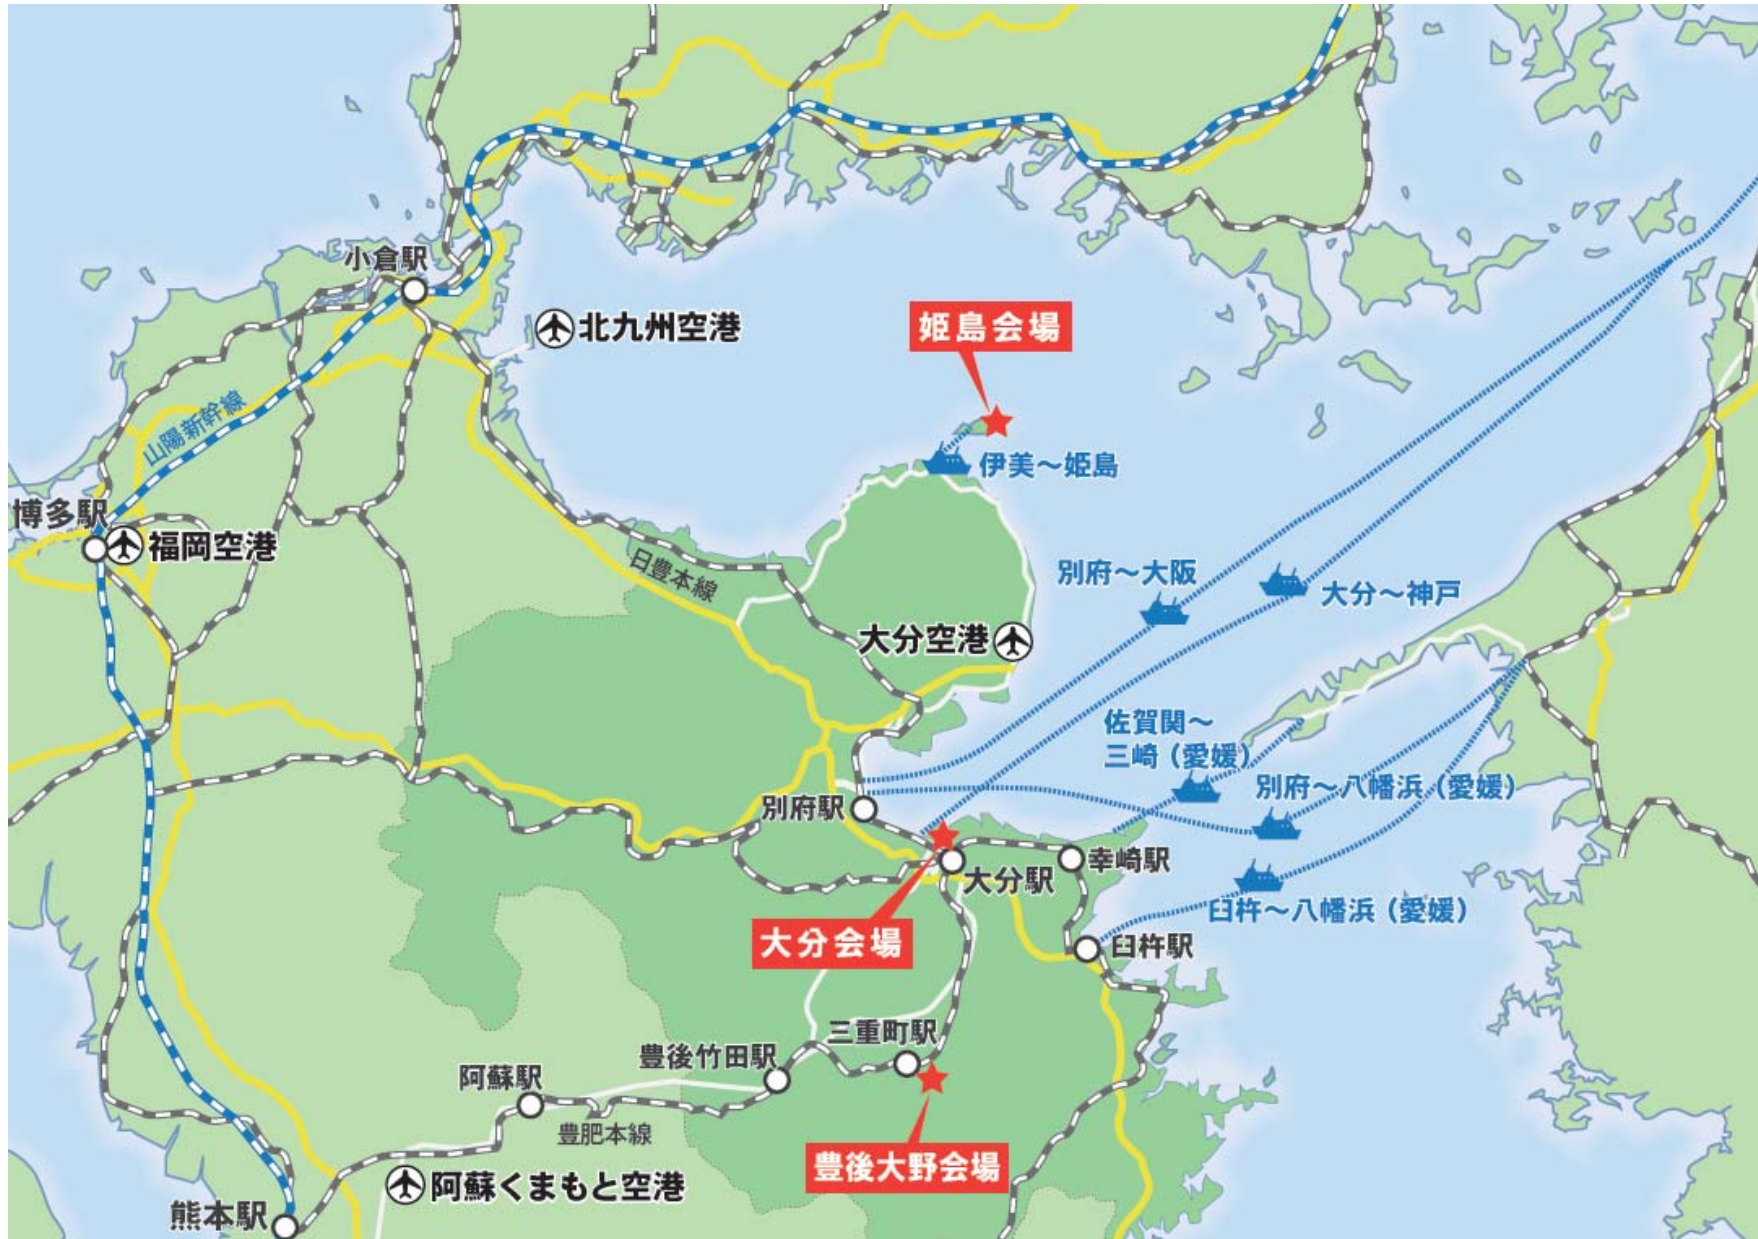 小倉駅
北九州空港
姫島会場
山陽新幹線
伊美～姫島
博多駅
福岡空港
日豊本線
別府～大阪
大分～神戸
大分空港
佐賀関～
三崎（愛媛）
別府～八幡浜（愛媛）
別府駅
幸崎駅
大分駅
臼杵～八幡浜（愛媛）
大分会場
臼杵駅
三重町駅
豊後竹田駅
阿蘇駅
豊肥本線
豊後大野会場
阿蘇くまもと空港
熊本駅